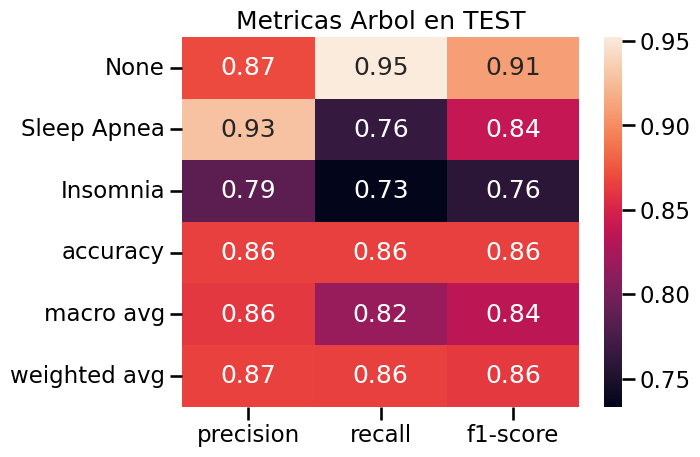 Metricas Arbol en TEST
None 0.87 0.95 0.91
Sleep Apnea 0.93 0.76 0.84
Insomnia 0.79 0.73 0.76
accuracy 0.86 0.86 0.86
macro avg 0.86 0.82 0.84
weighted avg 0.87 0.86 0.86
precision recall f1-score
0.95
0.90
0.85
0.80
0.75